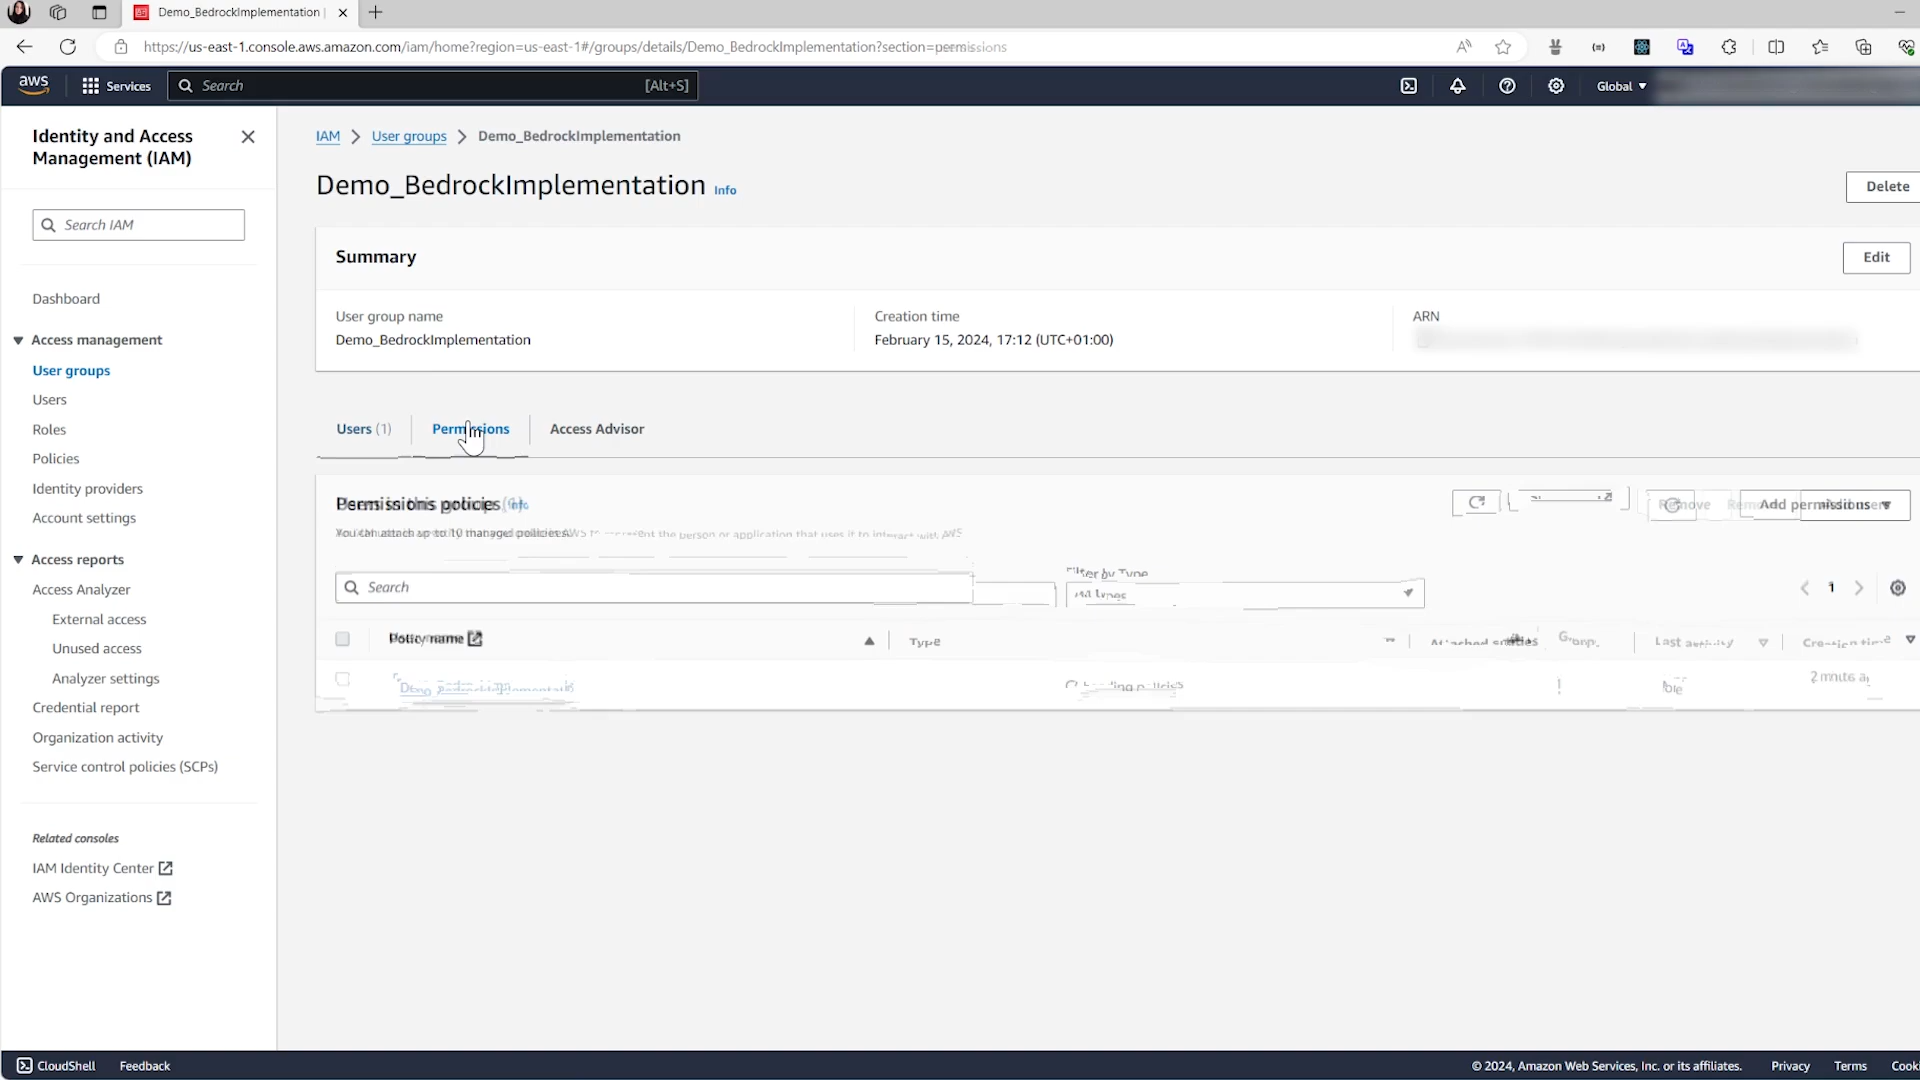 Demo_BedrockImplementation |
https://us-east-1.console.aws.amazon.com/iam/home?region=us-east-1#/groups/details/Demo_BedrockImplementation?section=permissions
aws
Services
Search
[Alt+S]
Global
Identity and Access
Management (IAM)
Search IAM
Dashboard
Access management
User groups
Users
Roles
Policies
Identity providers
Account settings
Access reports
Access Analyzer
External access
Unused access
Analyzer settings
Credential report
Organization activity
Service control policies (SCPs)
Related consoles
IAM Identity Center
AWS Organizations
IAM > User groups > Demo_BedrockImplementation
Demo_BedrockImplementation Info
Delete
Summary
Edit
User group name
Demo_BedrockImplementation
Creation time
February 15, 2024, 17:12 (UTC+01:00)
ARN
Users (1)
Permissions
Access Advisor
Permissions policies
You can attach up to 10 managed policies.
Remove
Add permissions
Search
Filter by Type
All types
1
Policy name
Type
Attached entities
Last activity
Creation time
CloudShell
Feedback
© 2024, Amazon Web Services, Inc. or its affiliates.
Privacy
Terms